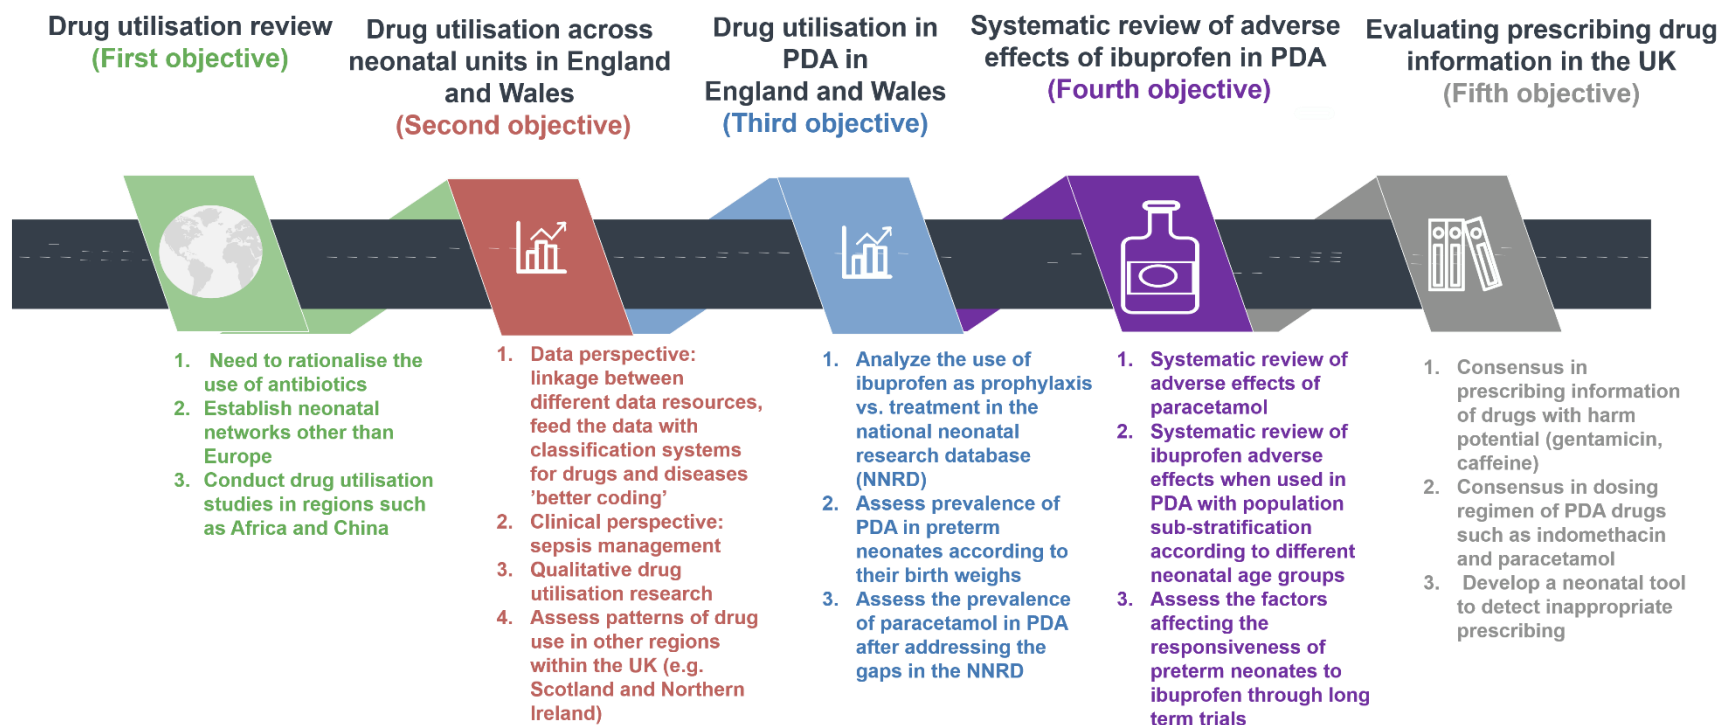 Drug utilisation review
(First objective)
Drug utilisation across
neonatal units in England
and Wales
(Second objective)
Drug utilisation in
PDA in
England and Wales
(Third objective)
Systematic review of adverse
effects of ibuprofen in PDA
(Fourth objective)
Evaluating prescribing drug
information in the UK
(Fifth objective)
1. Need to rationalise the
use of antibiotics
2. Establish neonatal
networks other than
Europe
3. Conduct drug utilisation
studies in regions such
as Africa and China
1. Data perspective:
linkage between
different data resources,
feed the data with
classification systems
for drugs and diseases
’better coding’
2. Clinical perspective:
sepsis management
3. Qualitative drug
utilisation research
4. Assess patterns of drug
use in other regions
within the UK (e.g.
Scotland and Northern
Ireland)
1. Analyze the use of
ibuprofen as prophylaxis
vs. treatment in the
national neonatal
research database
(NNRD)
2. Assess prevalence of
PDA in preterm
neonates according to
their birth weighs
3. Assess the prevalence
of paracetamol in PDA
after addressing the
gaps in the NNRD
1. Systematic review of
adverse effects of
paracetamol
2. Systematic review of
ibuprofen adverse
effects when used in
PDA with population
sub-stratification
according to different
neonatal age groups
3. Assess the factors
affecting the
responsiveness of
preterm neonates to
ibuprofen through long
term trials
1. Consensus in
prescribing information
of drugs with harm
potential (gentamicin,
caffeine)
2. Consensus in dosing
regimen of PDA drugs
such as indomethacin
and paracetamol
3. Develop a neonatal tool
to detect inappropriate
prescribing